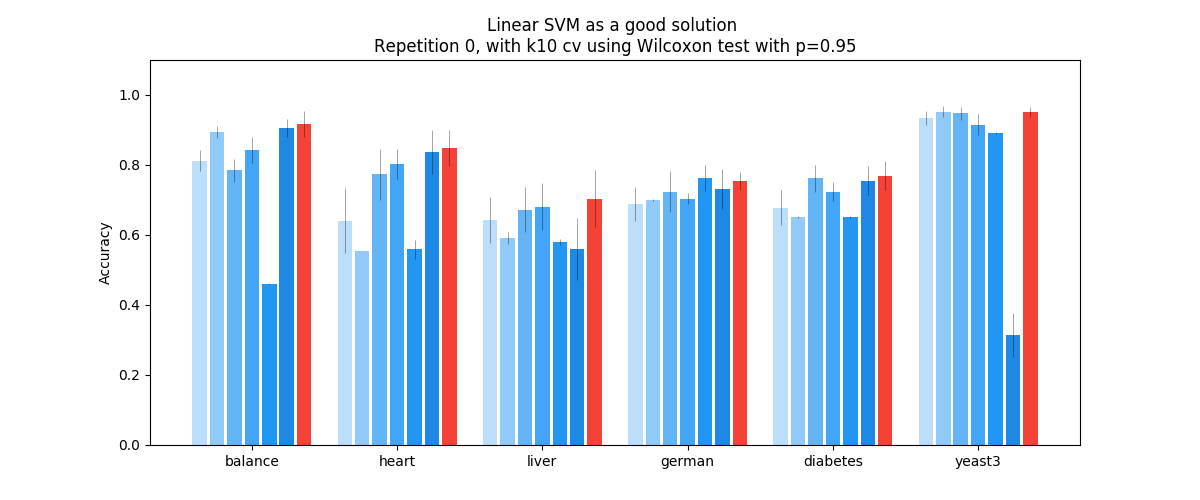 Linear SVM as a good solution
Repetition 0, with k10 cv using Wilcoxon test with p=0.95
1.0
0.8
0.6
0.4
0.2
0.0
Accuracy
balance
heart
liver
german
diabetes
yeast3